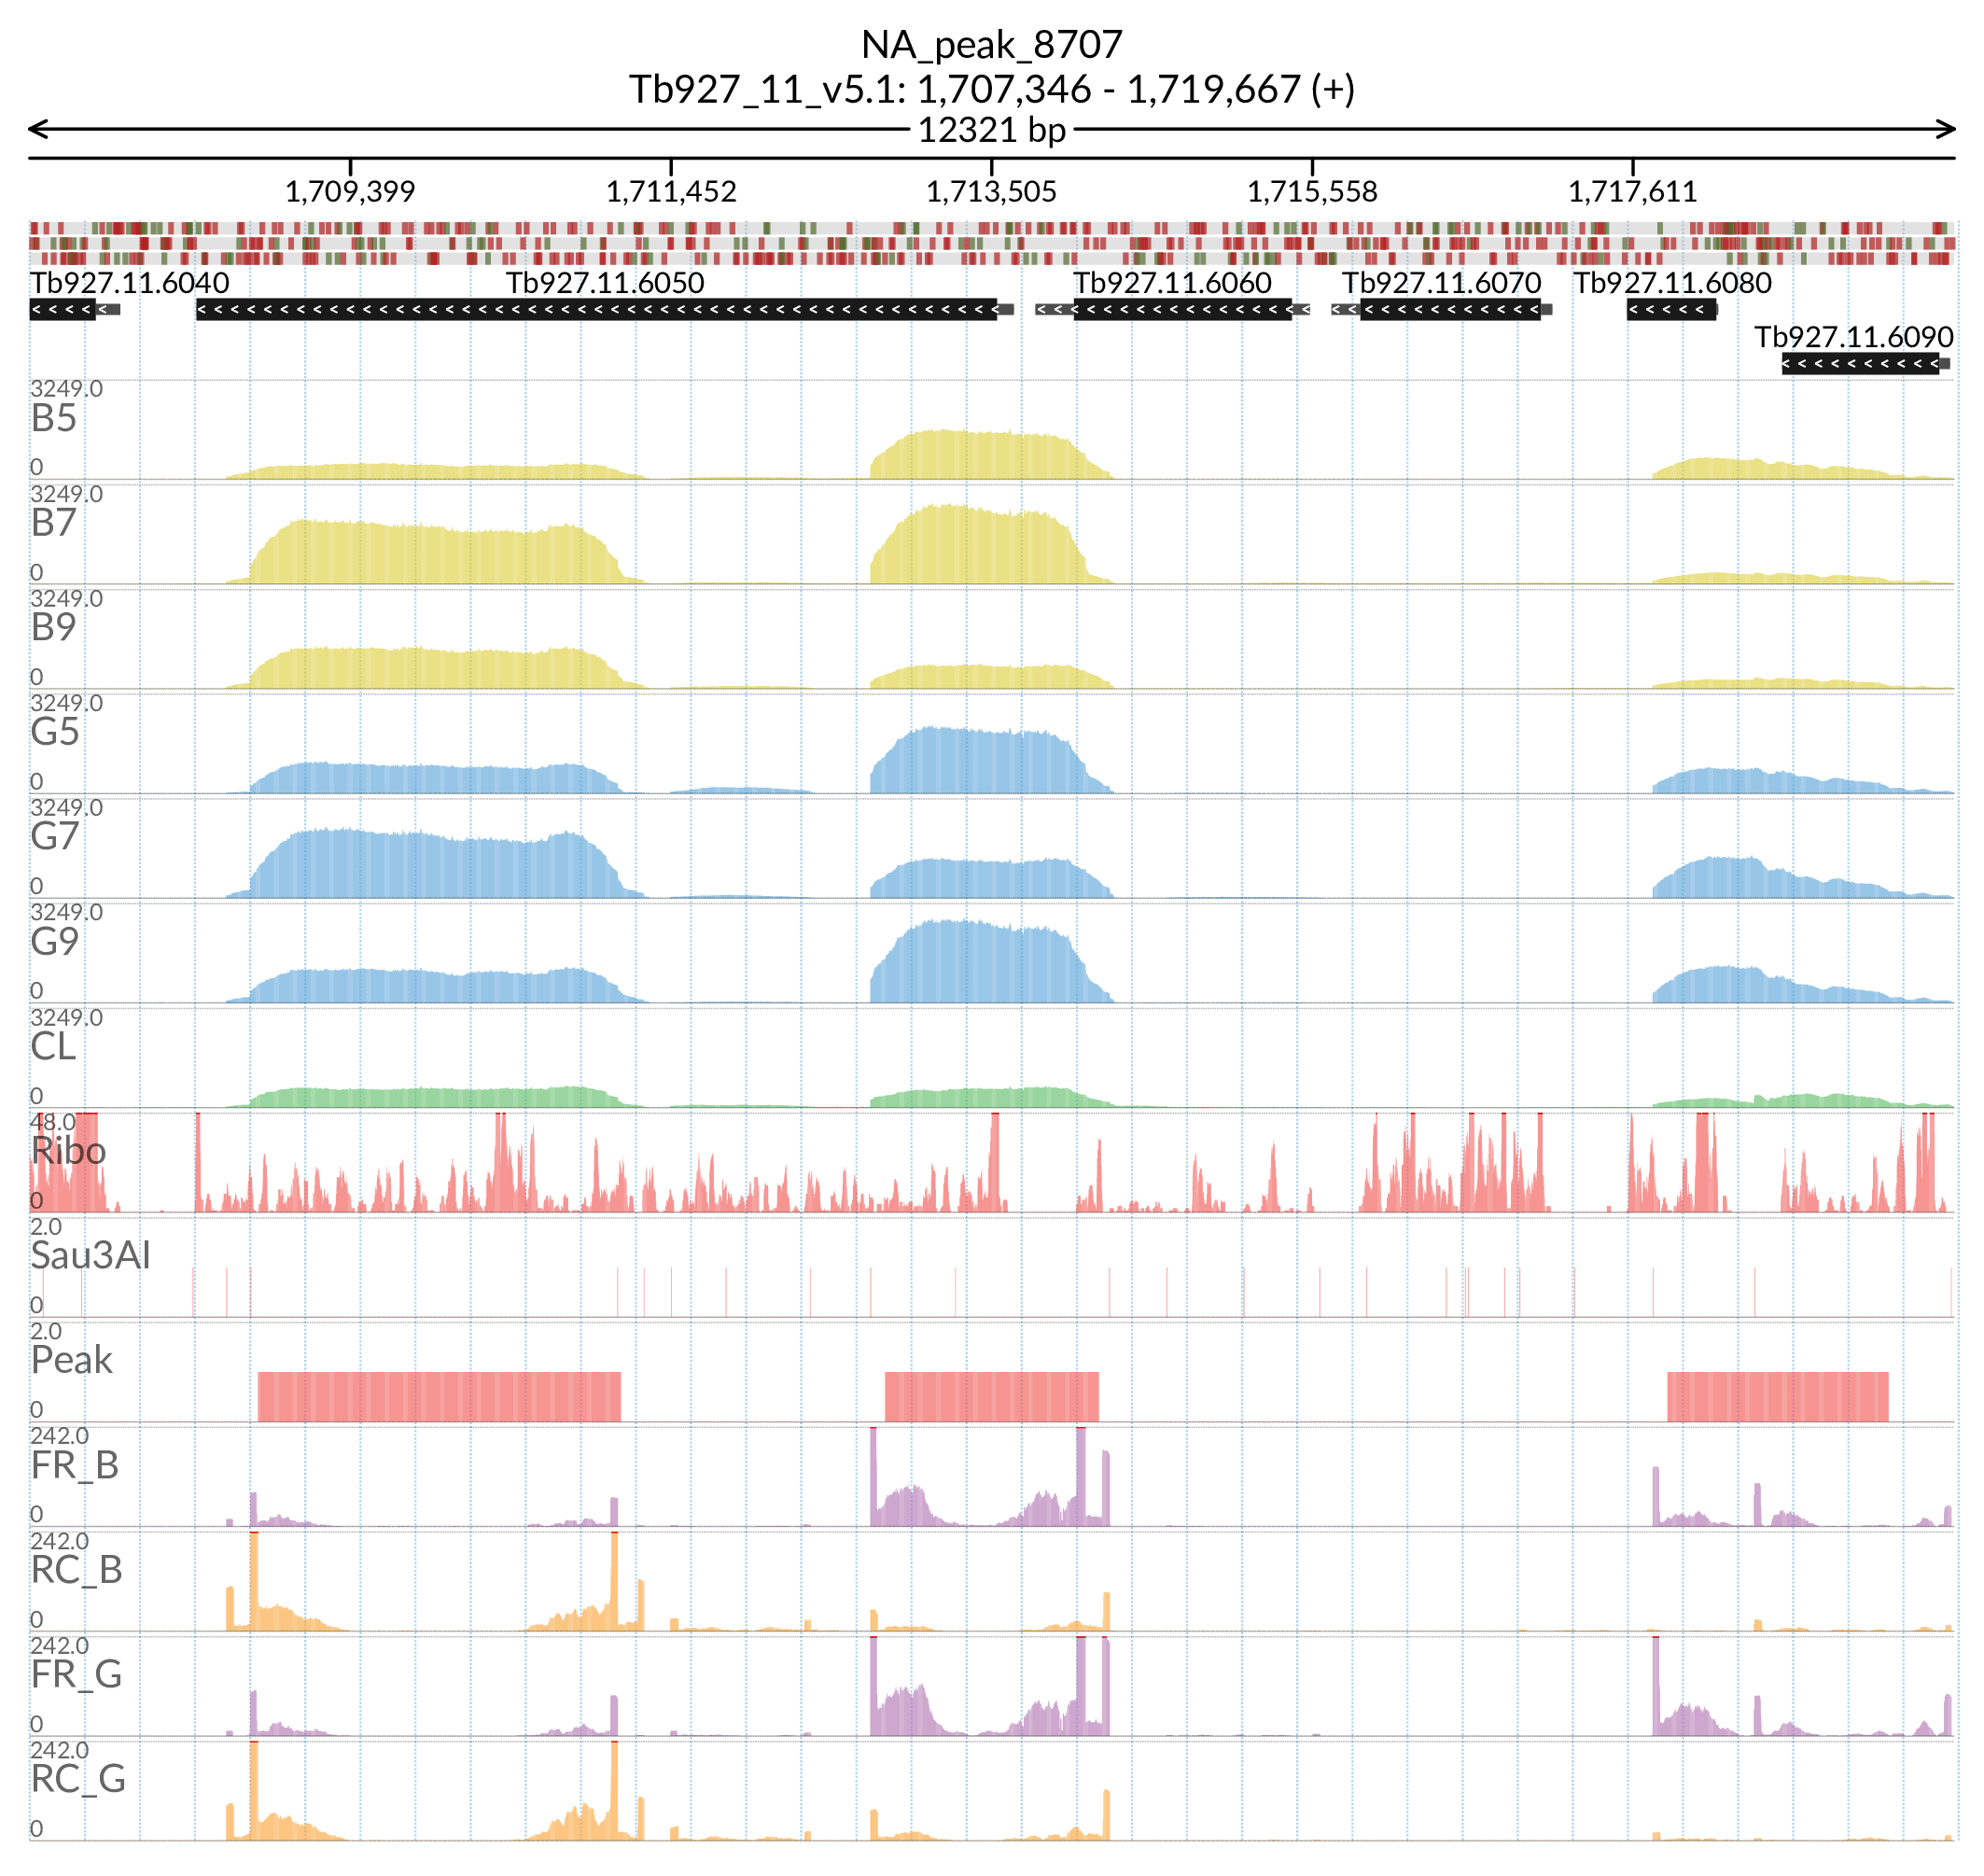 NA_peak_8707
Tb927_11_v5.1: 1,707,346 - 1,719,667 (+)
12321 bp
1,709,399 1,711,452 1,713,505 1,715,558 1,717,611
Tb927.11.6040 Tb927.11.6050 Tb927.11.6060 Tb927.11.6070 Tb927.11.6080
Tb927.11.6090
3249.0
B5
0
3249.0
B7
0
3249.0
B9
0
3249.0
G5
0
3249.0
G7
0
3249.0
G9
0
3249.0
CL
0
48.0
Ribo
0
2.0
Sau3AI
0
2.0
Peak
0
242.0
FR_B
0
242.0
RC_B
0
242.0
FR_G
0
242.0
RC_G
0